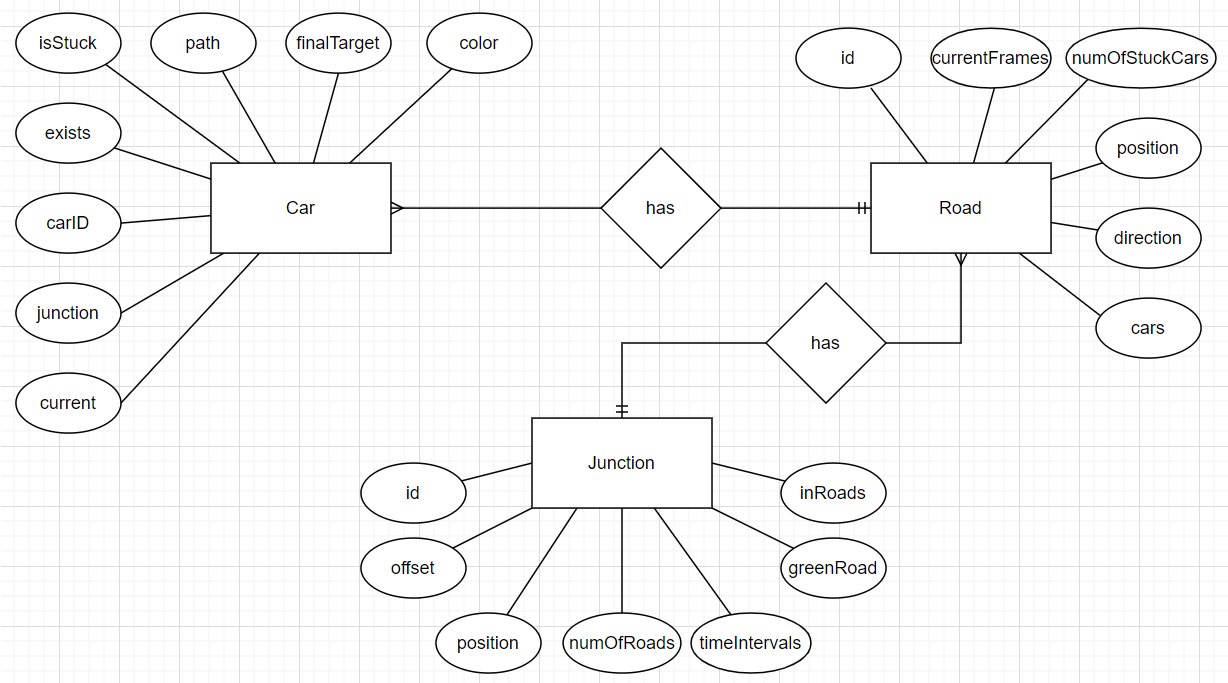 isStuck
path
finalTarget
color
id
currentFrames
numOfStuckCars
exists
position
carID
Car
has
Road
direction
junction
has
cars
current
Junction
id
inRoads
offset
greenRoad
position
numOfRoads
timeIntervals